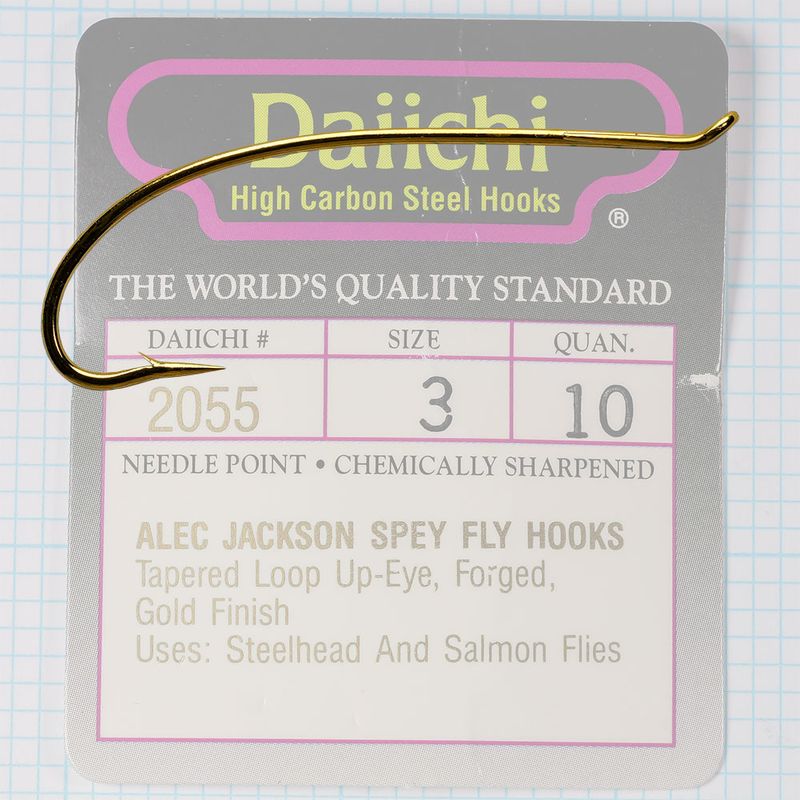 Daiichi
High Carbon Steel Hooks ®
THE WORLD'S QUALITY STANDARD
DAIICHI # SIZE QUAN.
2055 3 10
NEEDLE POINT • CHEMICALLY SHARPENED
ALEC JACKSON SPEY FLY HOOKS
Tapered Loop Up-Eye, Forged,
Gold Finish
Uses: Steelhead And Salmon Flies